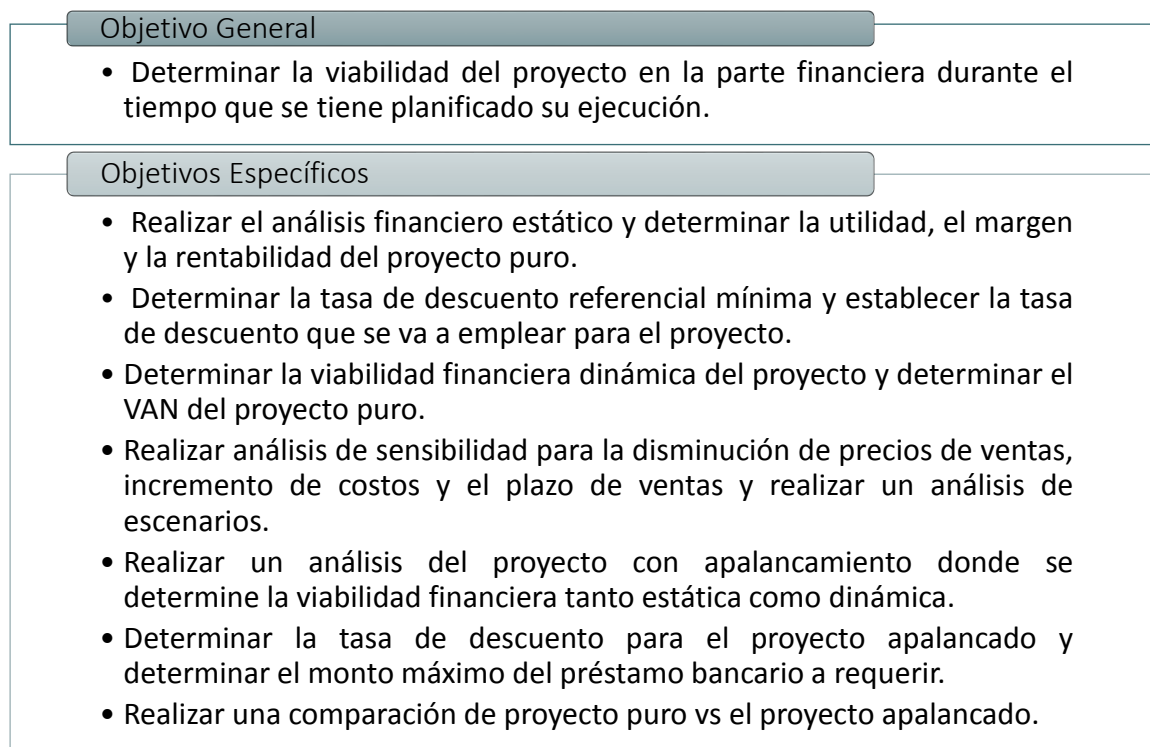 Objetivo General
• Determinar la viabilidad del proyecto en la parte financiera durante el
tiempo que se tiene planificado su ejecución.
Objetivos Específicos
• Realizar el análisis financiero estático y determinar la utilidad, el margen
y la rentabilidad del proyecto puro.
• Determinar la tasa de descuento referencial mínima y establecer la tasa
de descuento que se va a emplear para el proyecto.
• Determinar la viabilidad financiera dinámica del proyecto y determinar el
VAN del proyecto puro.
• Realizar análisis de sensibilidad para la disminución de precios de ventas,
incremento de costos y el plazo de ventas y realizar un análisis de
escenarios.
• Realizar un análisis del proyecto con apalancamiento donde se
determine la viabilidad financiera tanto estática como dinámica.
• Determinar la tasa de descuento para el proyecto apalancado y
determinar el monto máximo del préstamo bancario a requerir.
• Realizar una comparación de proyecto puro vs el proyecto apalancado.